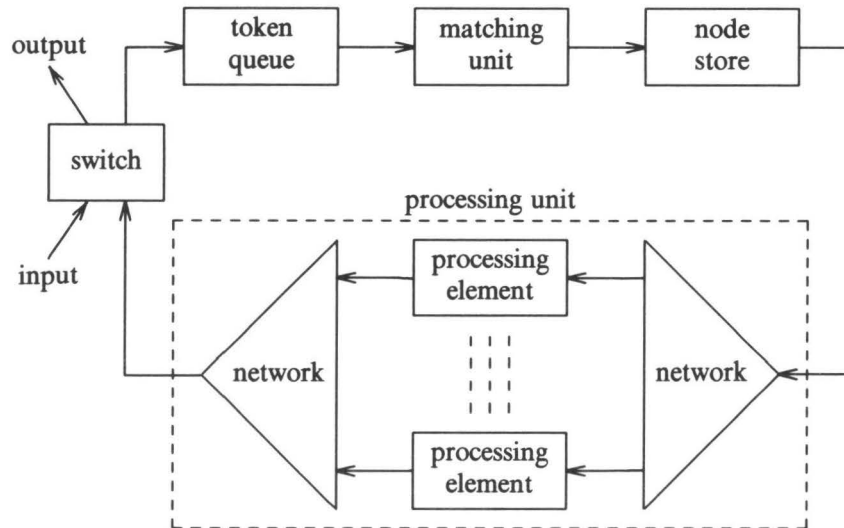 output
token
queue
matching
unit
node
store
switch
input
processing unit
processing
element
network
network
processing
element